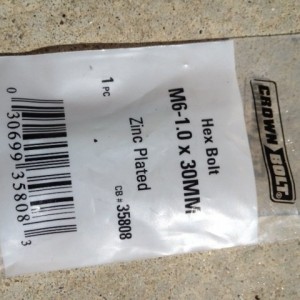 CROWN BOLT
Hex Bolt
M6-1.0 x 30MM
Zinc Plated
1 PC
CB # 35808
0 30699 35808 3